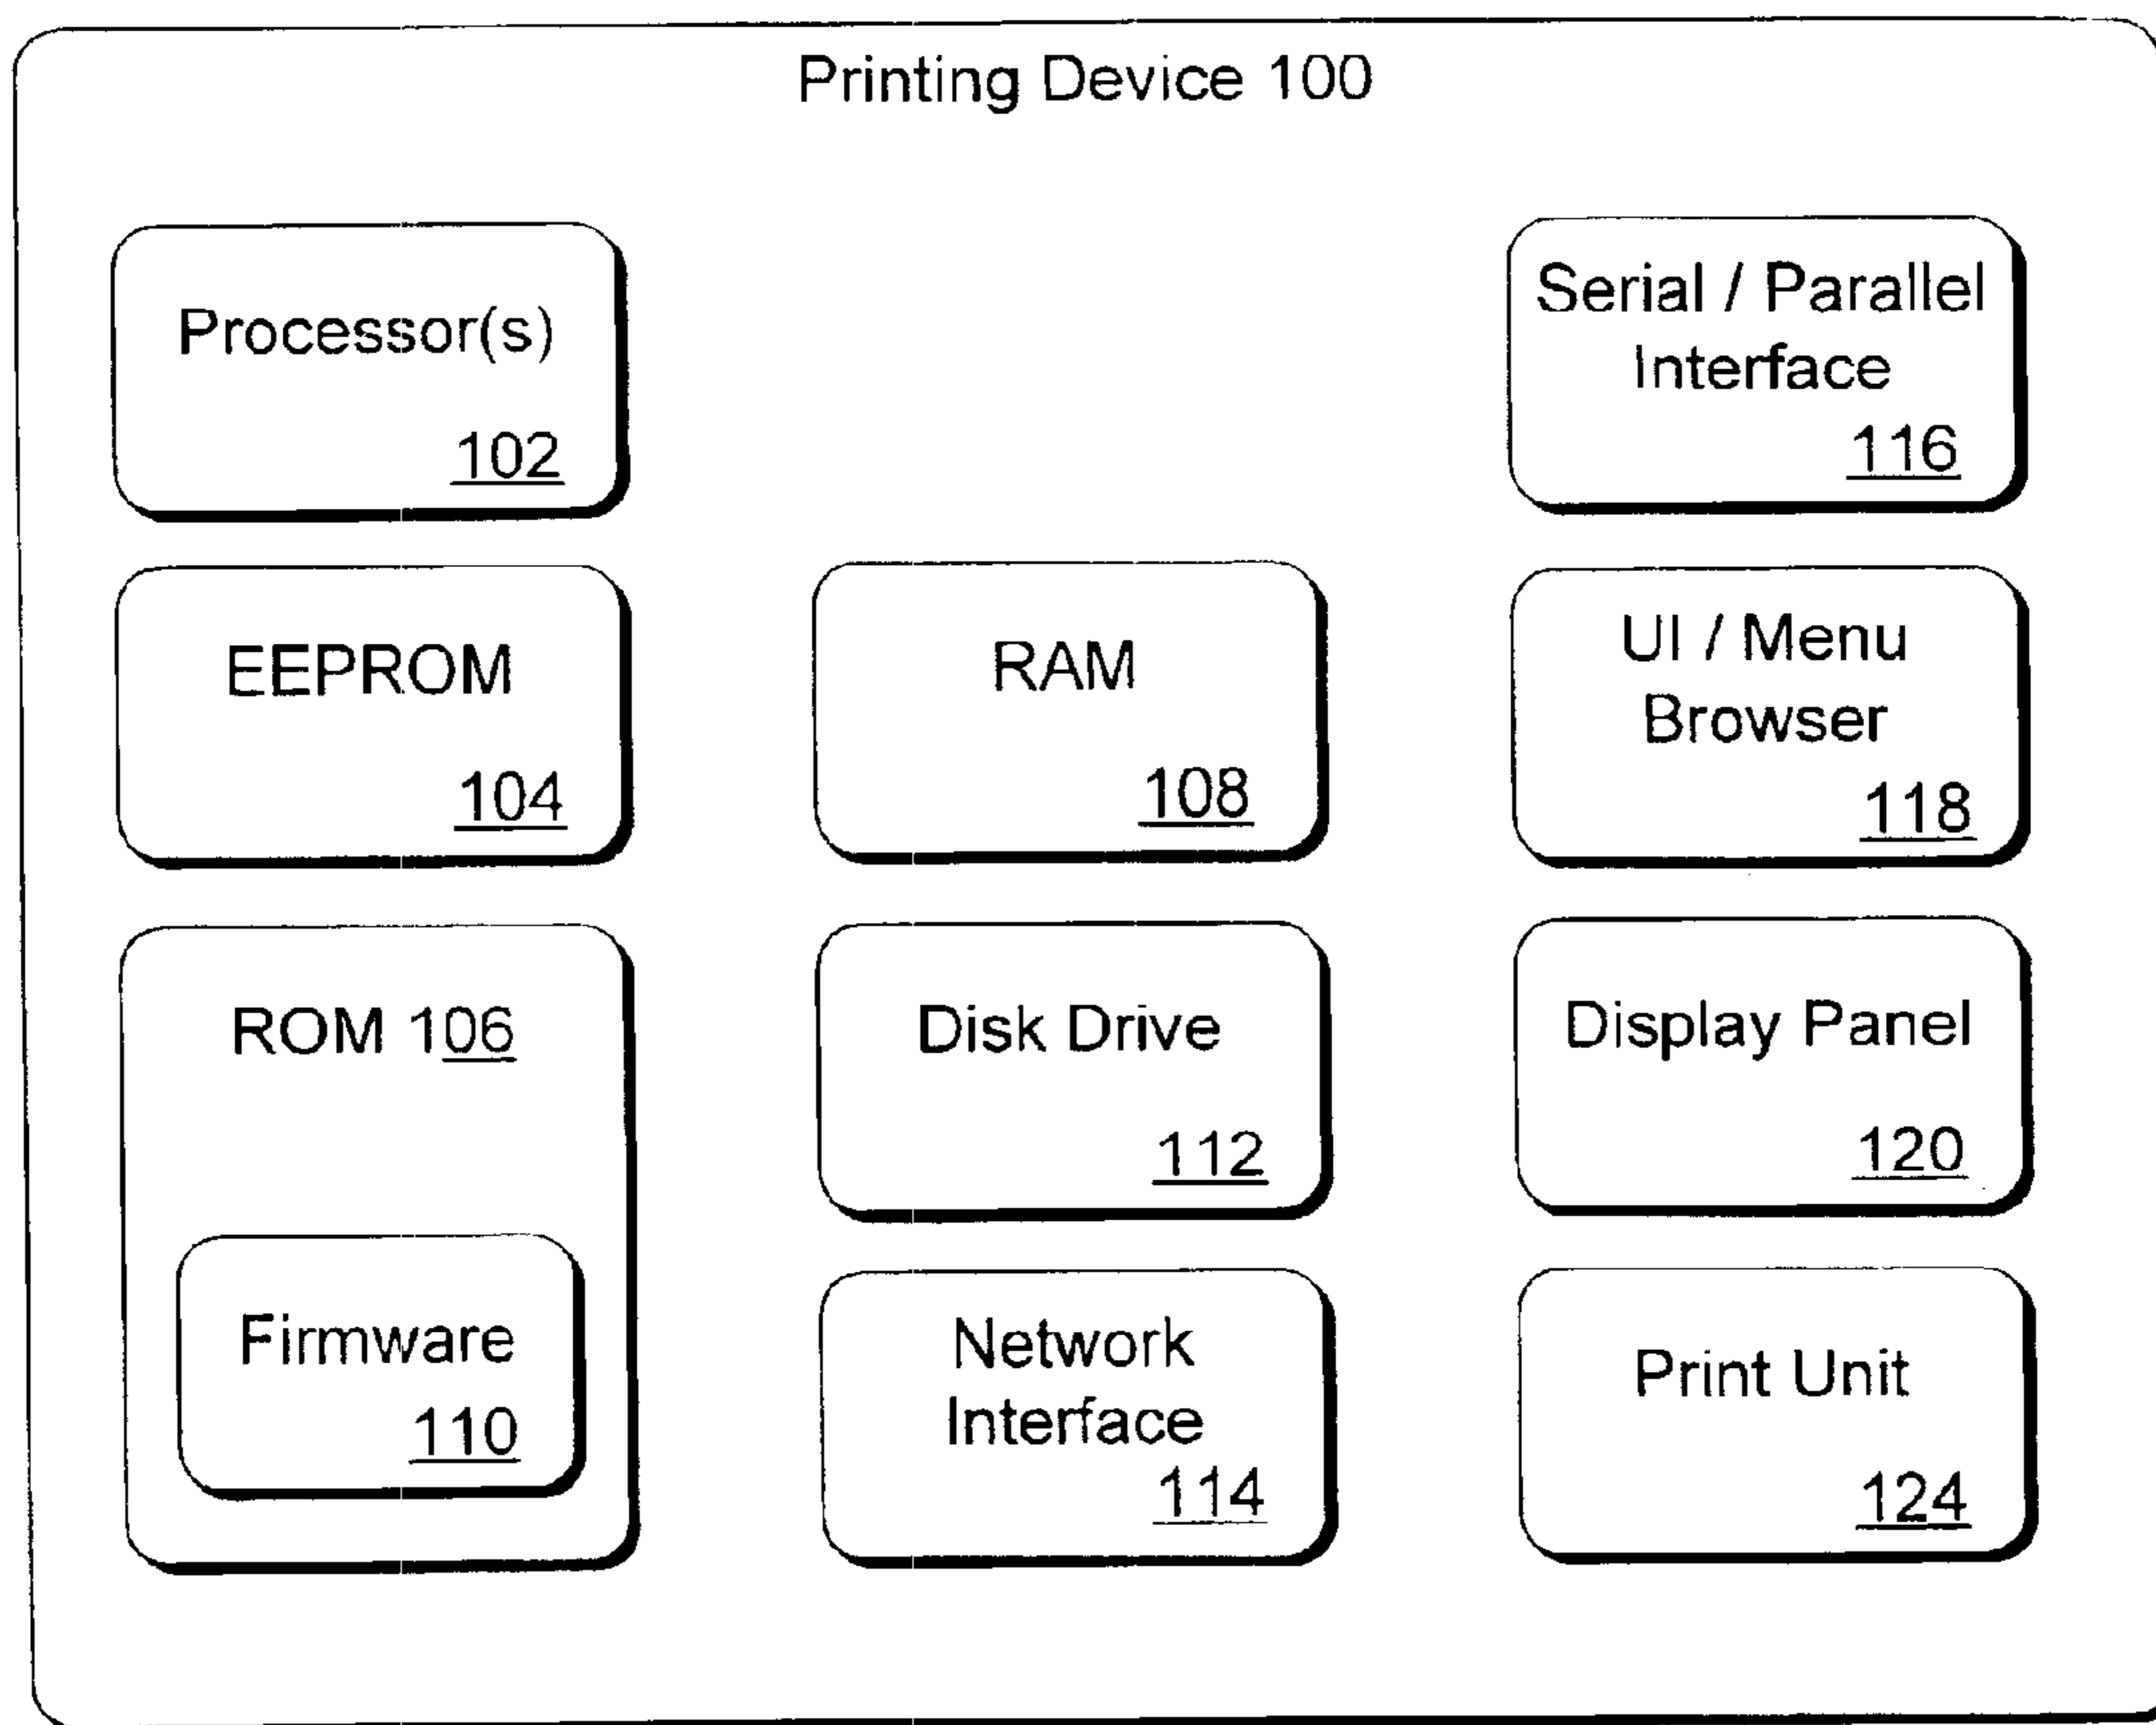 Printing Device 100
Processor(s)
102
Serial / Parallel
Interface
116
EEPROM
104
RAM
108
UI / Menu
Browser
118
ROM 106
Firmware
110
Disk Drive
112
Display Panel
120
Network
Interface
114
Print Unit
124